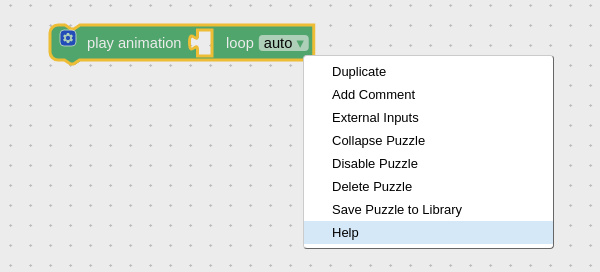 play animation loop auto
Duplicate
Add Comment
External Inputs
Collapse Puzzle
Disable Puzzle
Delete Puzzle
Save Puzzle to Library
Help